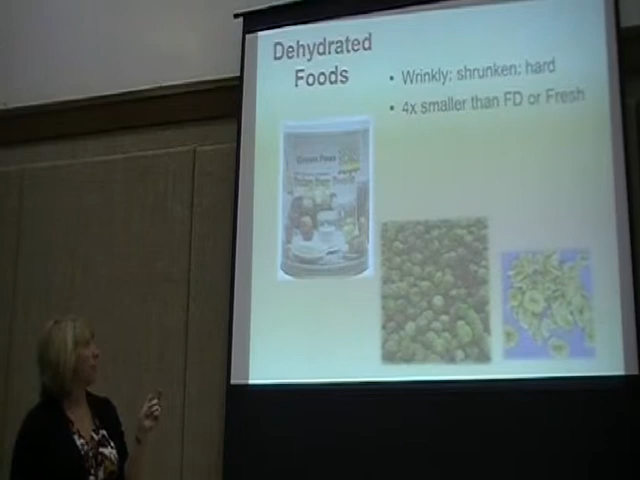 Dehydrated
Foods
• Wrinkly; shrunken; hard
• 4x smaller than FD or Fresh
Green Peas